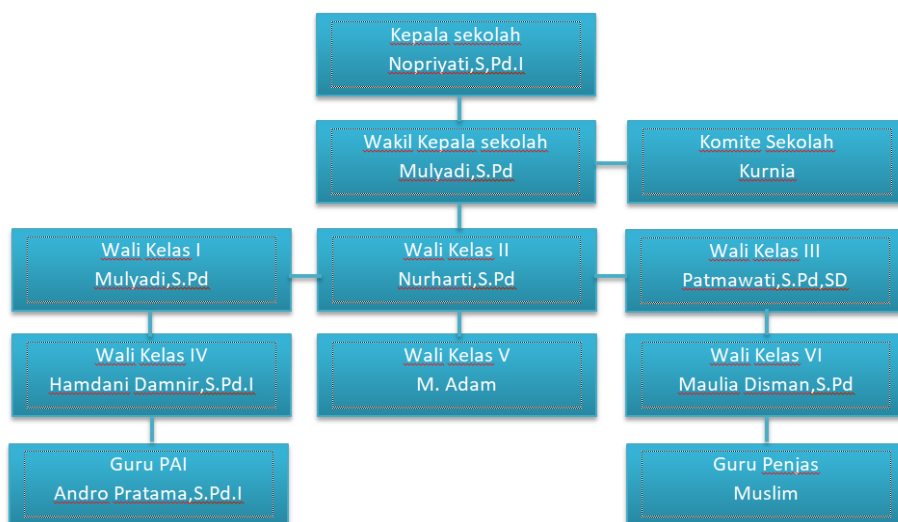 Kepala sekolah
Nopriyati,S,Pd.I
Wakil Kepala sekolah
Mulyadi,S.Pd
Komite Sekolah
Kurnia
Wali Kelas I
Mulyadi,S.Pd
Wali Kelas II
Nurharti,S.Pd
Wali Kelas III
Patmawati,S.Pd,SD
Wali Kelas IV
Hamdani Damnir,S.Pd.I
Wali Kelas V
M. Adam
Wali Kelas VI
Maulia Disman,S.Pd
Guru PAI
Andro Pratama,S.Pd.I
Guru Penjas
Muslim